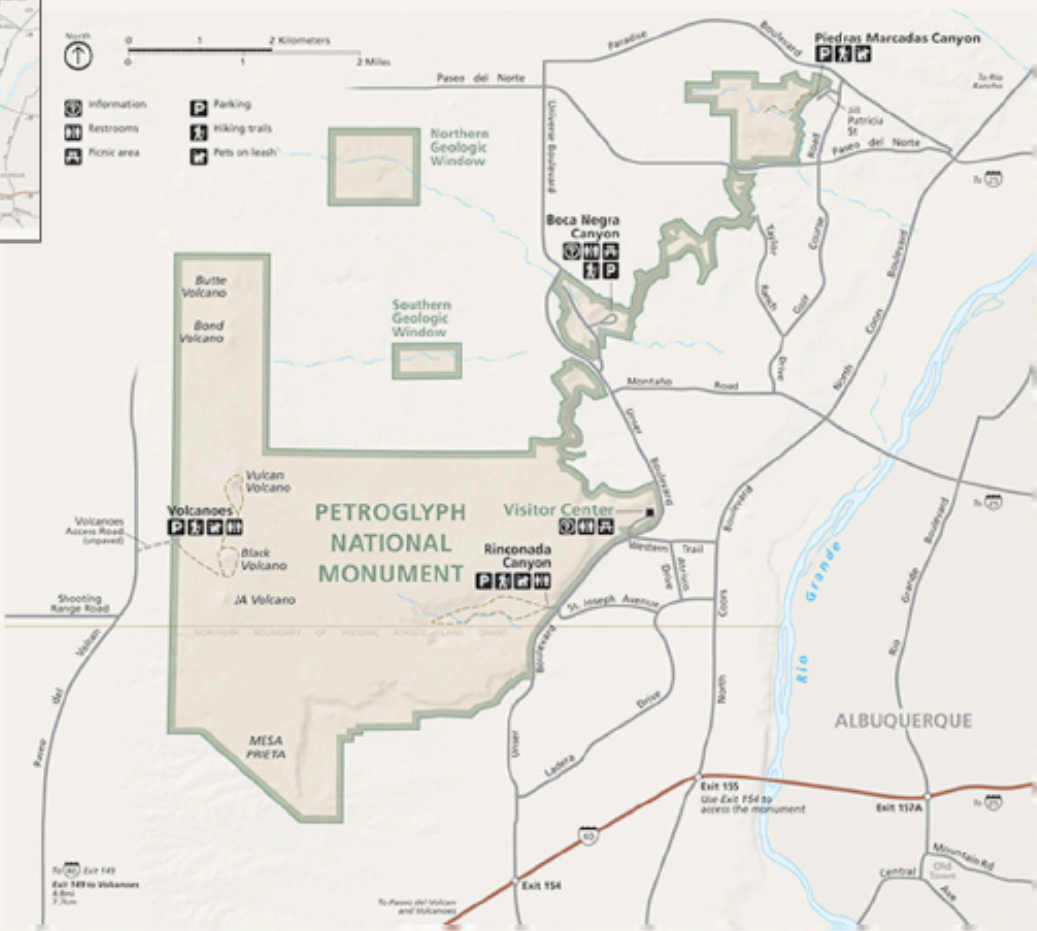 North
0 1 2 Kilometers
0 1 2 Miles
Information
Restrooms
Picnic area
Parking
Hiking trails
Pets on leash
Paradise
Boulevard
Piedras Marcadas Canyon
Paseo del Norte
To Rio
Rancho
Jill
Patricia
St
Universe Boulevard
Northern
Geologic
Window
Road
Paseo del Norte
To 25
Boca Negra
Canyon
Taylor
Ranch
Drive
Golf
Course
Boulevard
Coors
North
Butte
Volcano
Bond
Volcano
Southern
Geologic
Window
Montaño Road
Unser
Boulevard
Vulcan
Volcano
Volcanoes
Volcanoes
Access Road
(unpaved)
PETROGLYPH
NATIONAL
MONUMENT
Visitor Center
Boulevard
To 25
Boulevard
Rinconada
Canyon
Black
Volcano
JA Volcano
Western Trail
Atrisco
Drive
Rio Grande
Grande
Rio
Shooting
Range Road
St. Joseph Avenue
Coors
North
NORTHERN BOUNDARY OF HISTORIC ATRISCO LAND GRANT
Volcan
del
Paseo
Boulevard
Unser
Drive
Ladera
ALBUQUERQUE
MESA
PRIETA
Exit 155
Use Exit 154 to
access the monument
Exit 157A
To 25
40
Mountain Rd
Old
Town
Central
Ave
To 40 Exit 149
Exit 149 to Volcanoes
4.8mi
7.7km
Exit 154
To Paseo del Volcan
and Volcanoes